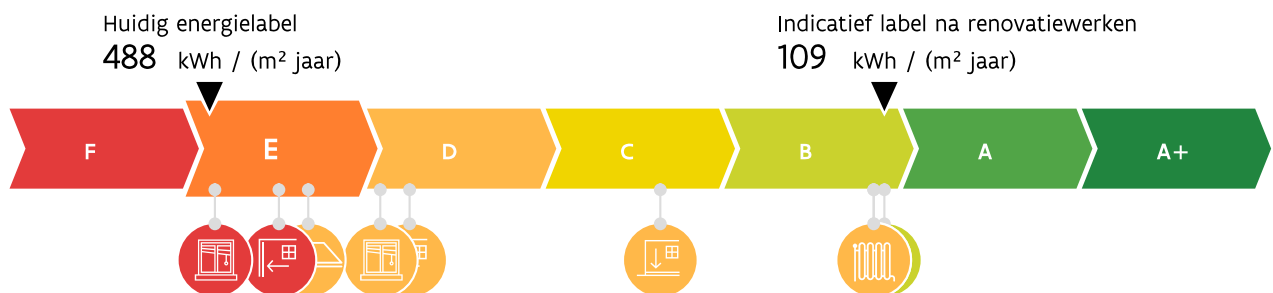 Huidig energielabel
488 kWh / (m² jaar)
Indicatief label na renovatiewerken
109 kWh / (m² jaar)
F E D C B A A+